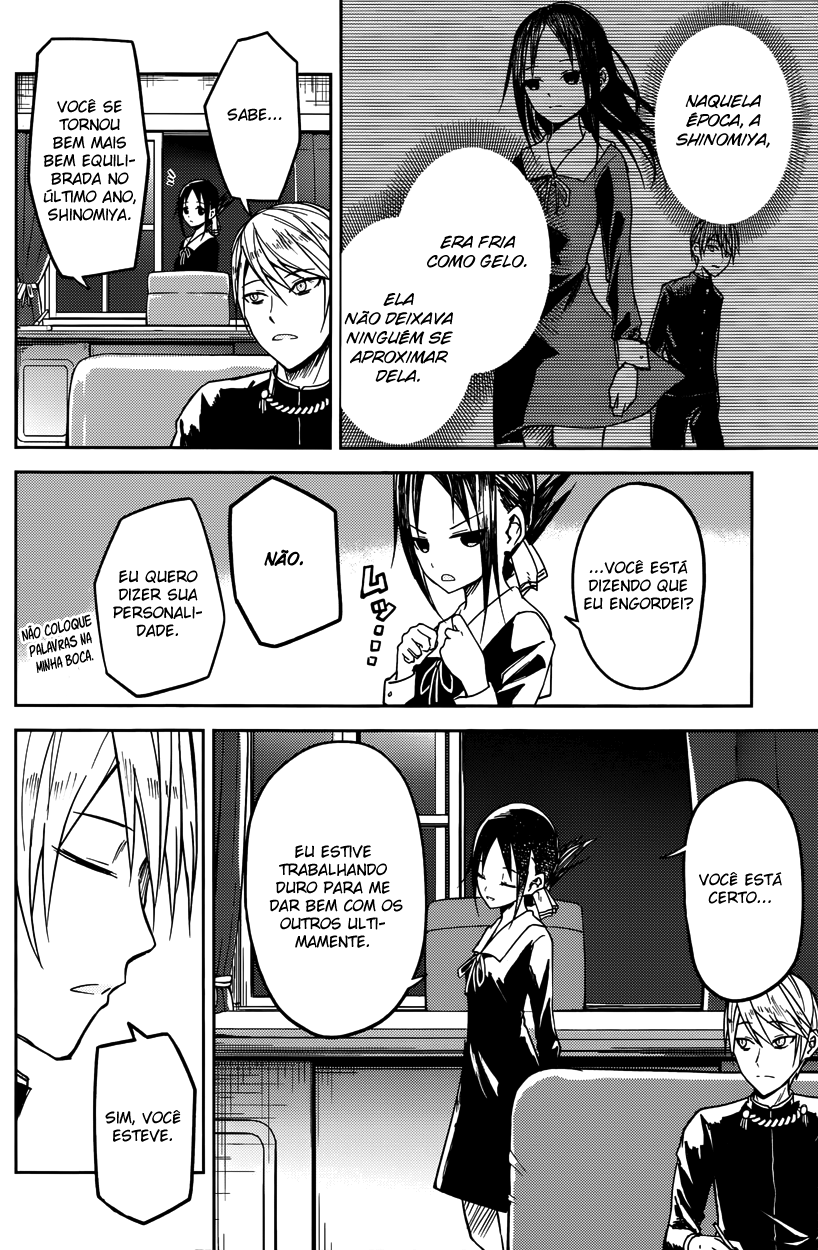 NAQUELA
ÉPOCA, A
SHINOMIYA,
ERA FRIA
COMO GELO.
ELA
NÃO DEIXAVA
NINGUÉM SE
APROXIMAR
DELA.
SABE...
VOCÊ SE
TORNOU
BEM MAIS
BEM EQUILI-
BRADA NO
ÚLTIMO ANO,
SHINOMIYA.
...VOCÊ ESTÁ
DIZENDO QUE
EU ENGORDEI?
ムッ...
NÃO.
EU QUERO
DIZER SUA
PERSONALI-
DADE.
NÃO COLOQUE
PALAVRAS NA
MINHA BOCA.
VOCÊ ESTÁ
CERTO...
EU ESTIVE
TRABALHANDO
DURO PARA ME
DAR BEM COM OS
OUTROS ULTI-
MAMENTE.
SIM, VOCÊ
ESTEVE.